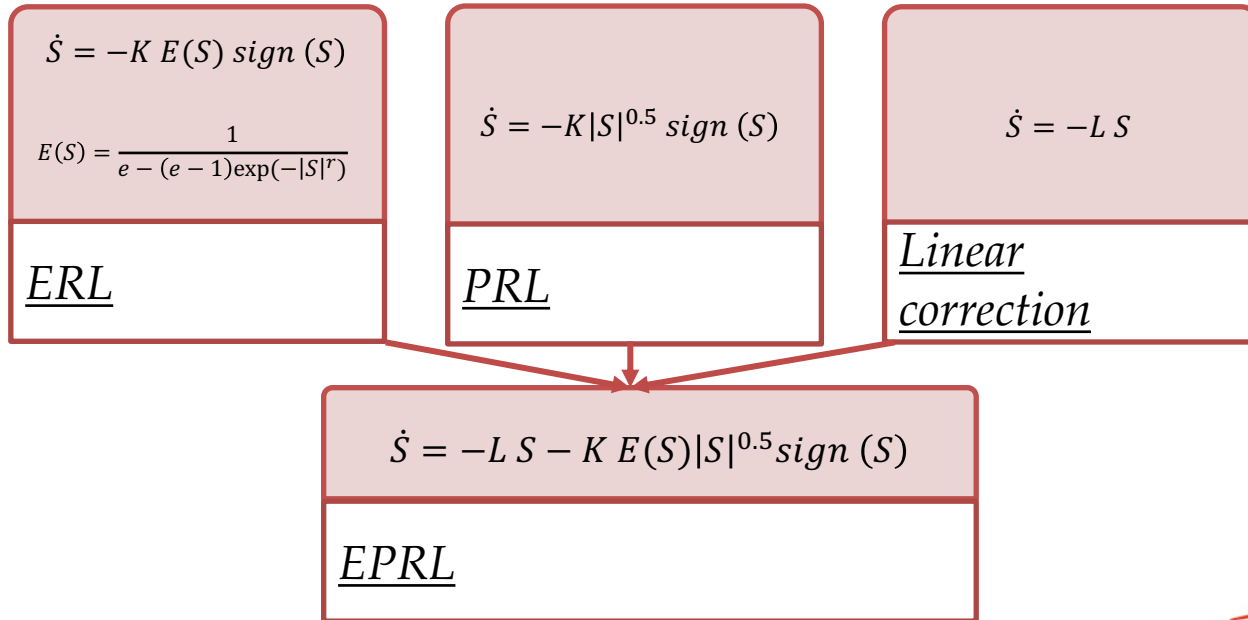 Ṡ = −K E(S) sign (S)
E(S) = 1 / (e − (e − 1)exp(−|S|^r))
ERL
Ṡ = −K|S|^0.5 sign (S)
PRL
Ṡ = −L S
Linear
correction
Ṡ = −L S − K E(S)|S|^0.5 sign (S)
EPRL